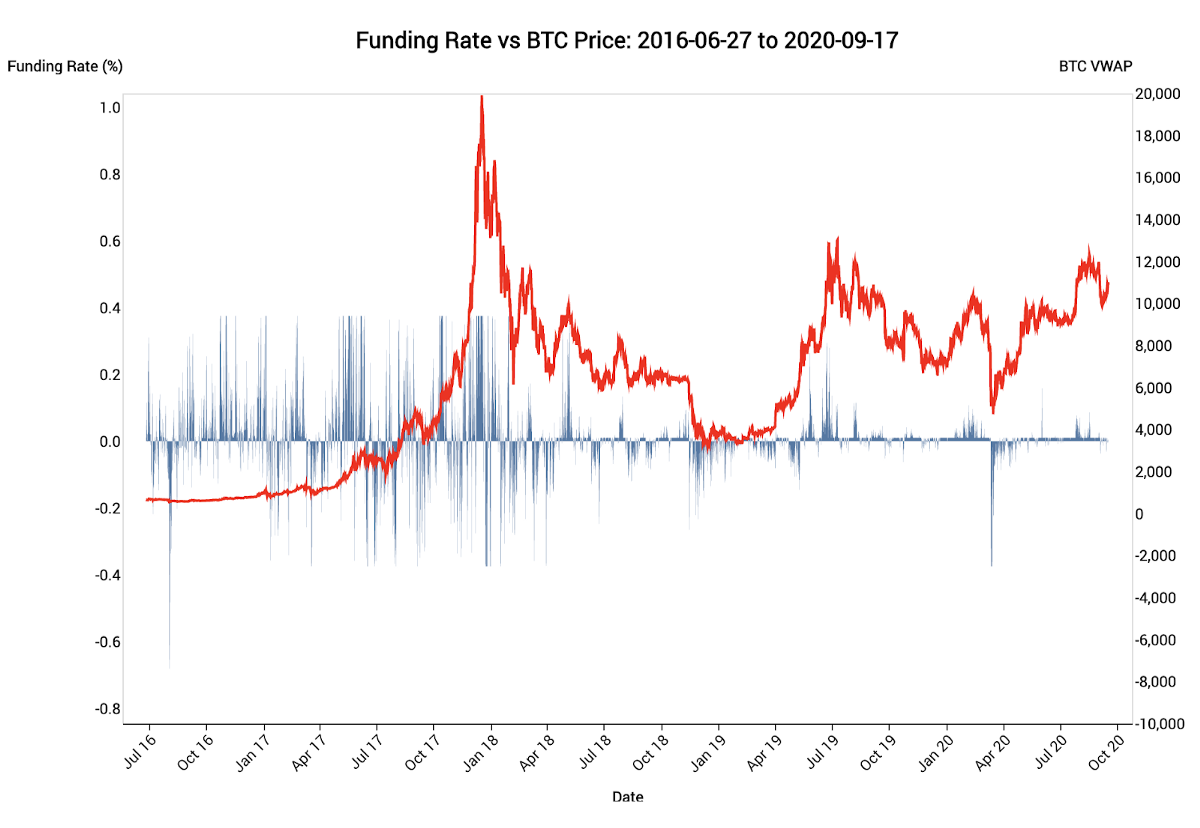 Funding Rate vs BTC Price: 2016-06-27 to 2020-09-17
Funding Rate (%)
BTC VWAP
1.0
0.8
0.6
0.4
0.2
0.0
-0.2
-0.4
-0.6
-0.8
20,000
18,000
16,000
14,000
12,000
10,000
8,000
6,000
4,000
2,000
0
-2,000
-4,000
-6,000
-8,000
-10,000
Jul 16
Oct 16
Jan 17
Apr 17
Jul 17
Oct 17
Jan 18
Apr 18
Jul 18
Oct 18
Jan 19
Apr 19
Jul 19
Oct 19
Jan 20
Apr 20
Jul 20
Oct 20
Date